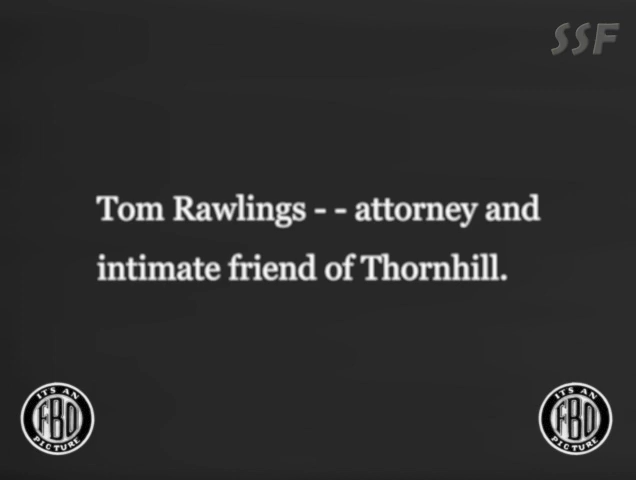 SSF
Tom Rawlings - - attorney and
intimate friend of Thornhill.
ITS AN
FBO
PICTURE
ITS AN
FBO
PICTURE